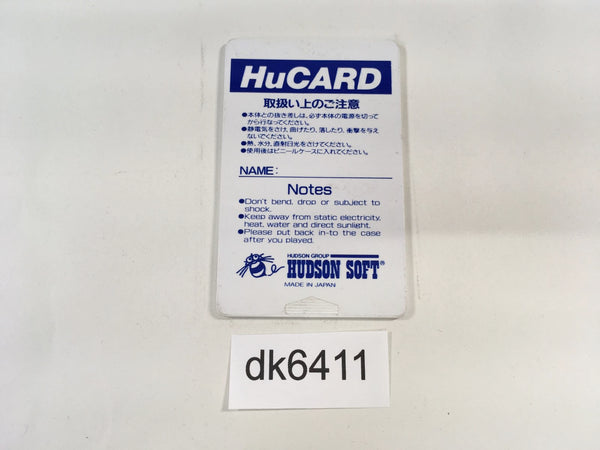 HuCARD
取扱い上のご注意
●本体との抜き差しは、必ず本体の電源を切って
から行なってください。
●静電気をさけ、曲げたり、落したり、衝撃を与え
ないでください。
●熱、水分、直射日光をさけてください。
●使用後はビニールケースに入れてください。
NAME:
Notes
●Don't bend, drop or subject to
shock.
●Keep away from static electricity,
heat, water and direct sunlight.
●Please put back in-to the case
after you played.
HUDSON GROUP
HUDSON SOFT®
MADE IN JAPAN
dk6411